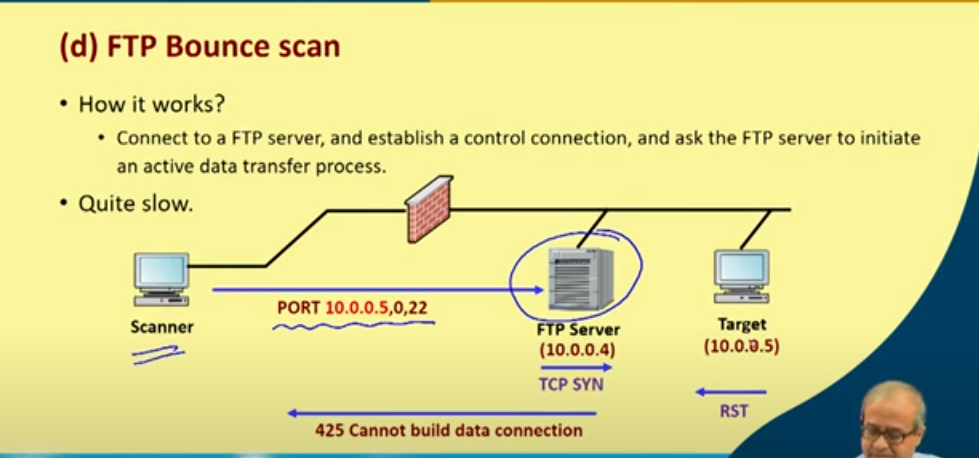 (d) FTP Bounce scan
• How it works?
• Connect to a FTP server, and establish a control connection, and ask the FTP server to initiate
an active data transfer process.
• Quite slow.
PORT 10.0.0.5,0,22
Scanner
FTP Server
(10.0.0.4)
Target
(10.0.0.5)
TCP SYN
RST
425 Cannot build data connection